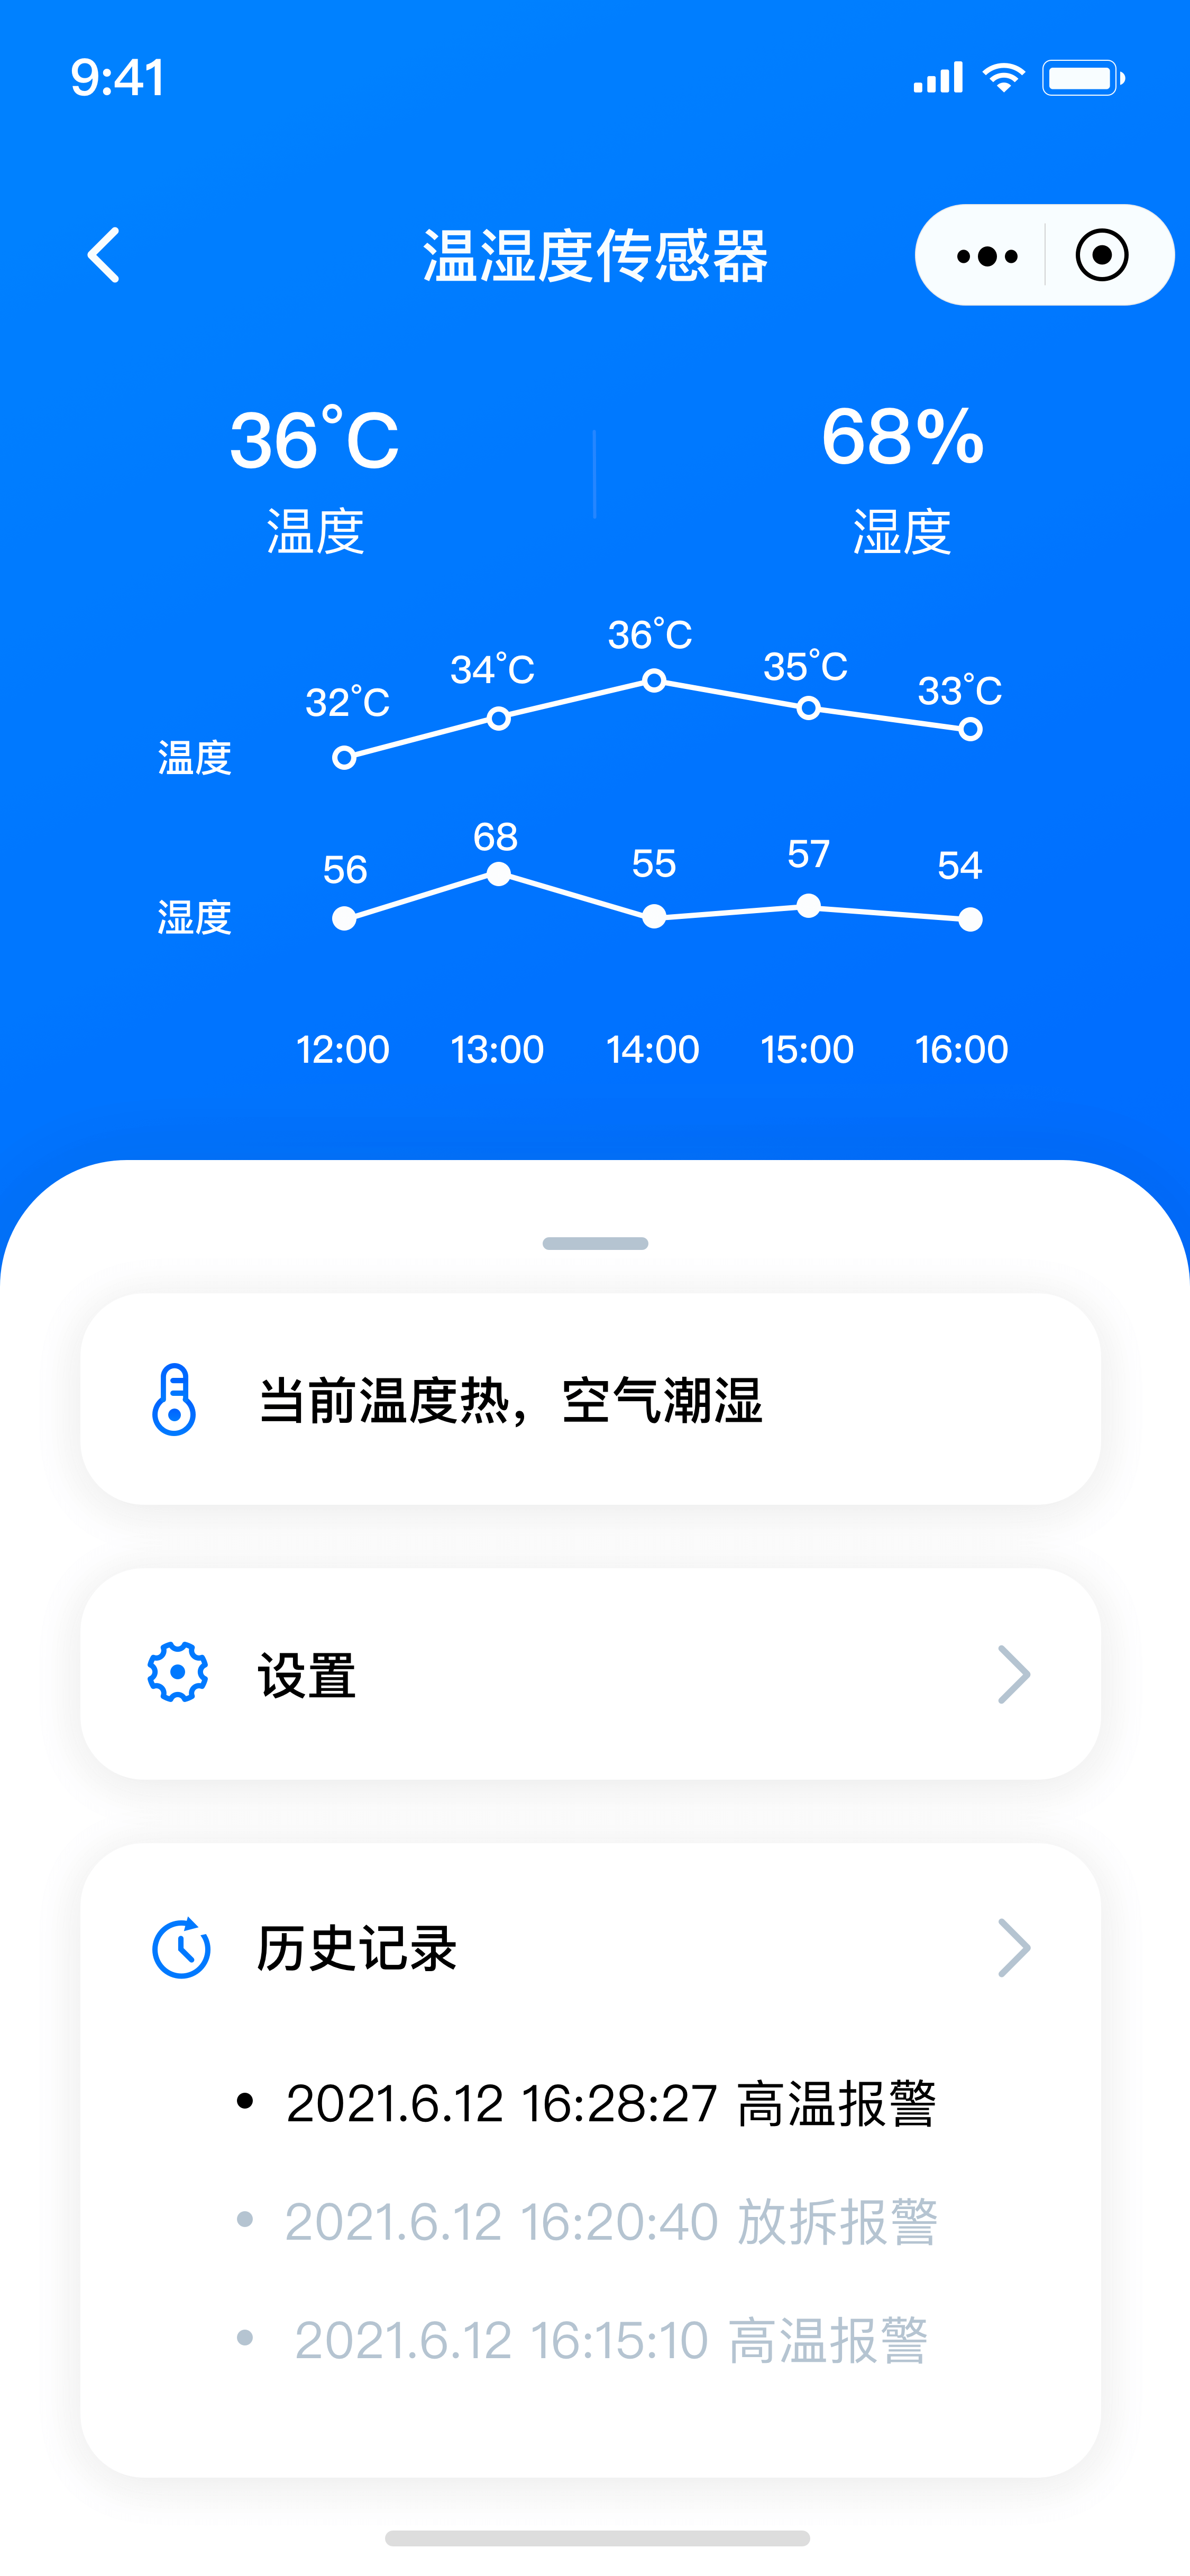 9:41
温湿度传感器
36°C
68%
温度
湿度
32°C
34°C
36°C
35°C
33°C
温度
56
68
55
57
54
湿度
12:00 13:00 14:00 15:00 16:00
当前温度热，空气潮湿
设置
历史记录
2021.6.12 16:28:27 高温报警
2021.6.12 16:20:40 放拆报警
2021.6.12 16:15:10 高温报警